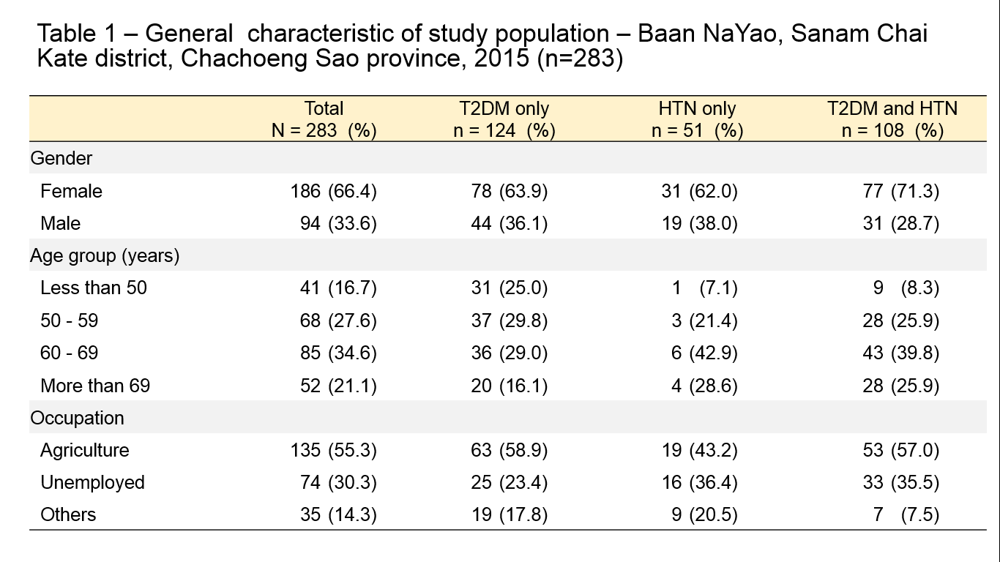 Table 1 – General  characteristic of study population – Baan NaYao, Sanam Chai
Kate district, Chachoeng Sao province, 2015 (n=283)
Total T2DM only HTN only T2DM and HTN
N = 283  (%) n = 124  (%) n = 51  (%) n = 108  (%)
Gender
Female 186 (66.4) 78 (63.9) 31 (62.0) 77 (71.3)
Male 94 (33.6) 44 (36.1) 19 (38.0) 31 (28.7)
Age group (years)
Less than 50 41 (16.7) 31 (25.0) 1 (7.1) 9 (8.3)
50 - 59 68 (27.6) 37 (29.8) 3 (21.4) 28 (25.9)
60 - 69 85 (34.6) 36 (29.0) 6 (42.9) 43 (39.8)
More than 69 52 (21.1) 20 (16.1) 4 (28.6) 28 (25.9)
Occupation
Agriculture 135 (55.3) 63 (58.9) 19 (43.2) 53 (57.0)
Unemployed 74 (30.3) 25 (23.4) 16 (36.4) 33 (35.5)
Others 35 (14.3) 19 (17.8) 9 (20.5) 7 (7.5)